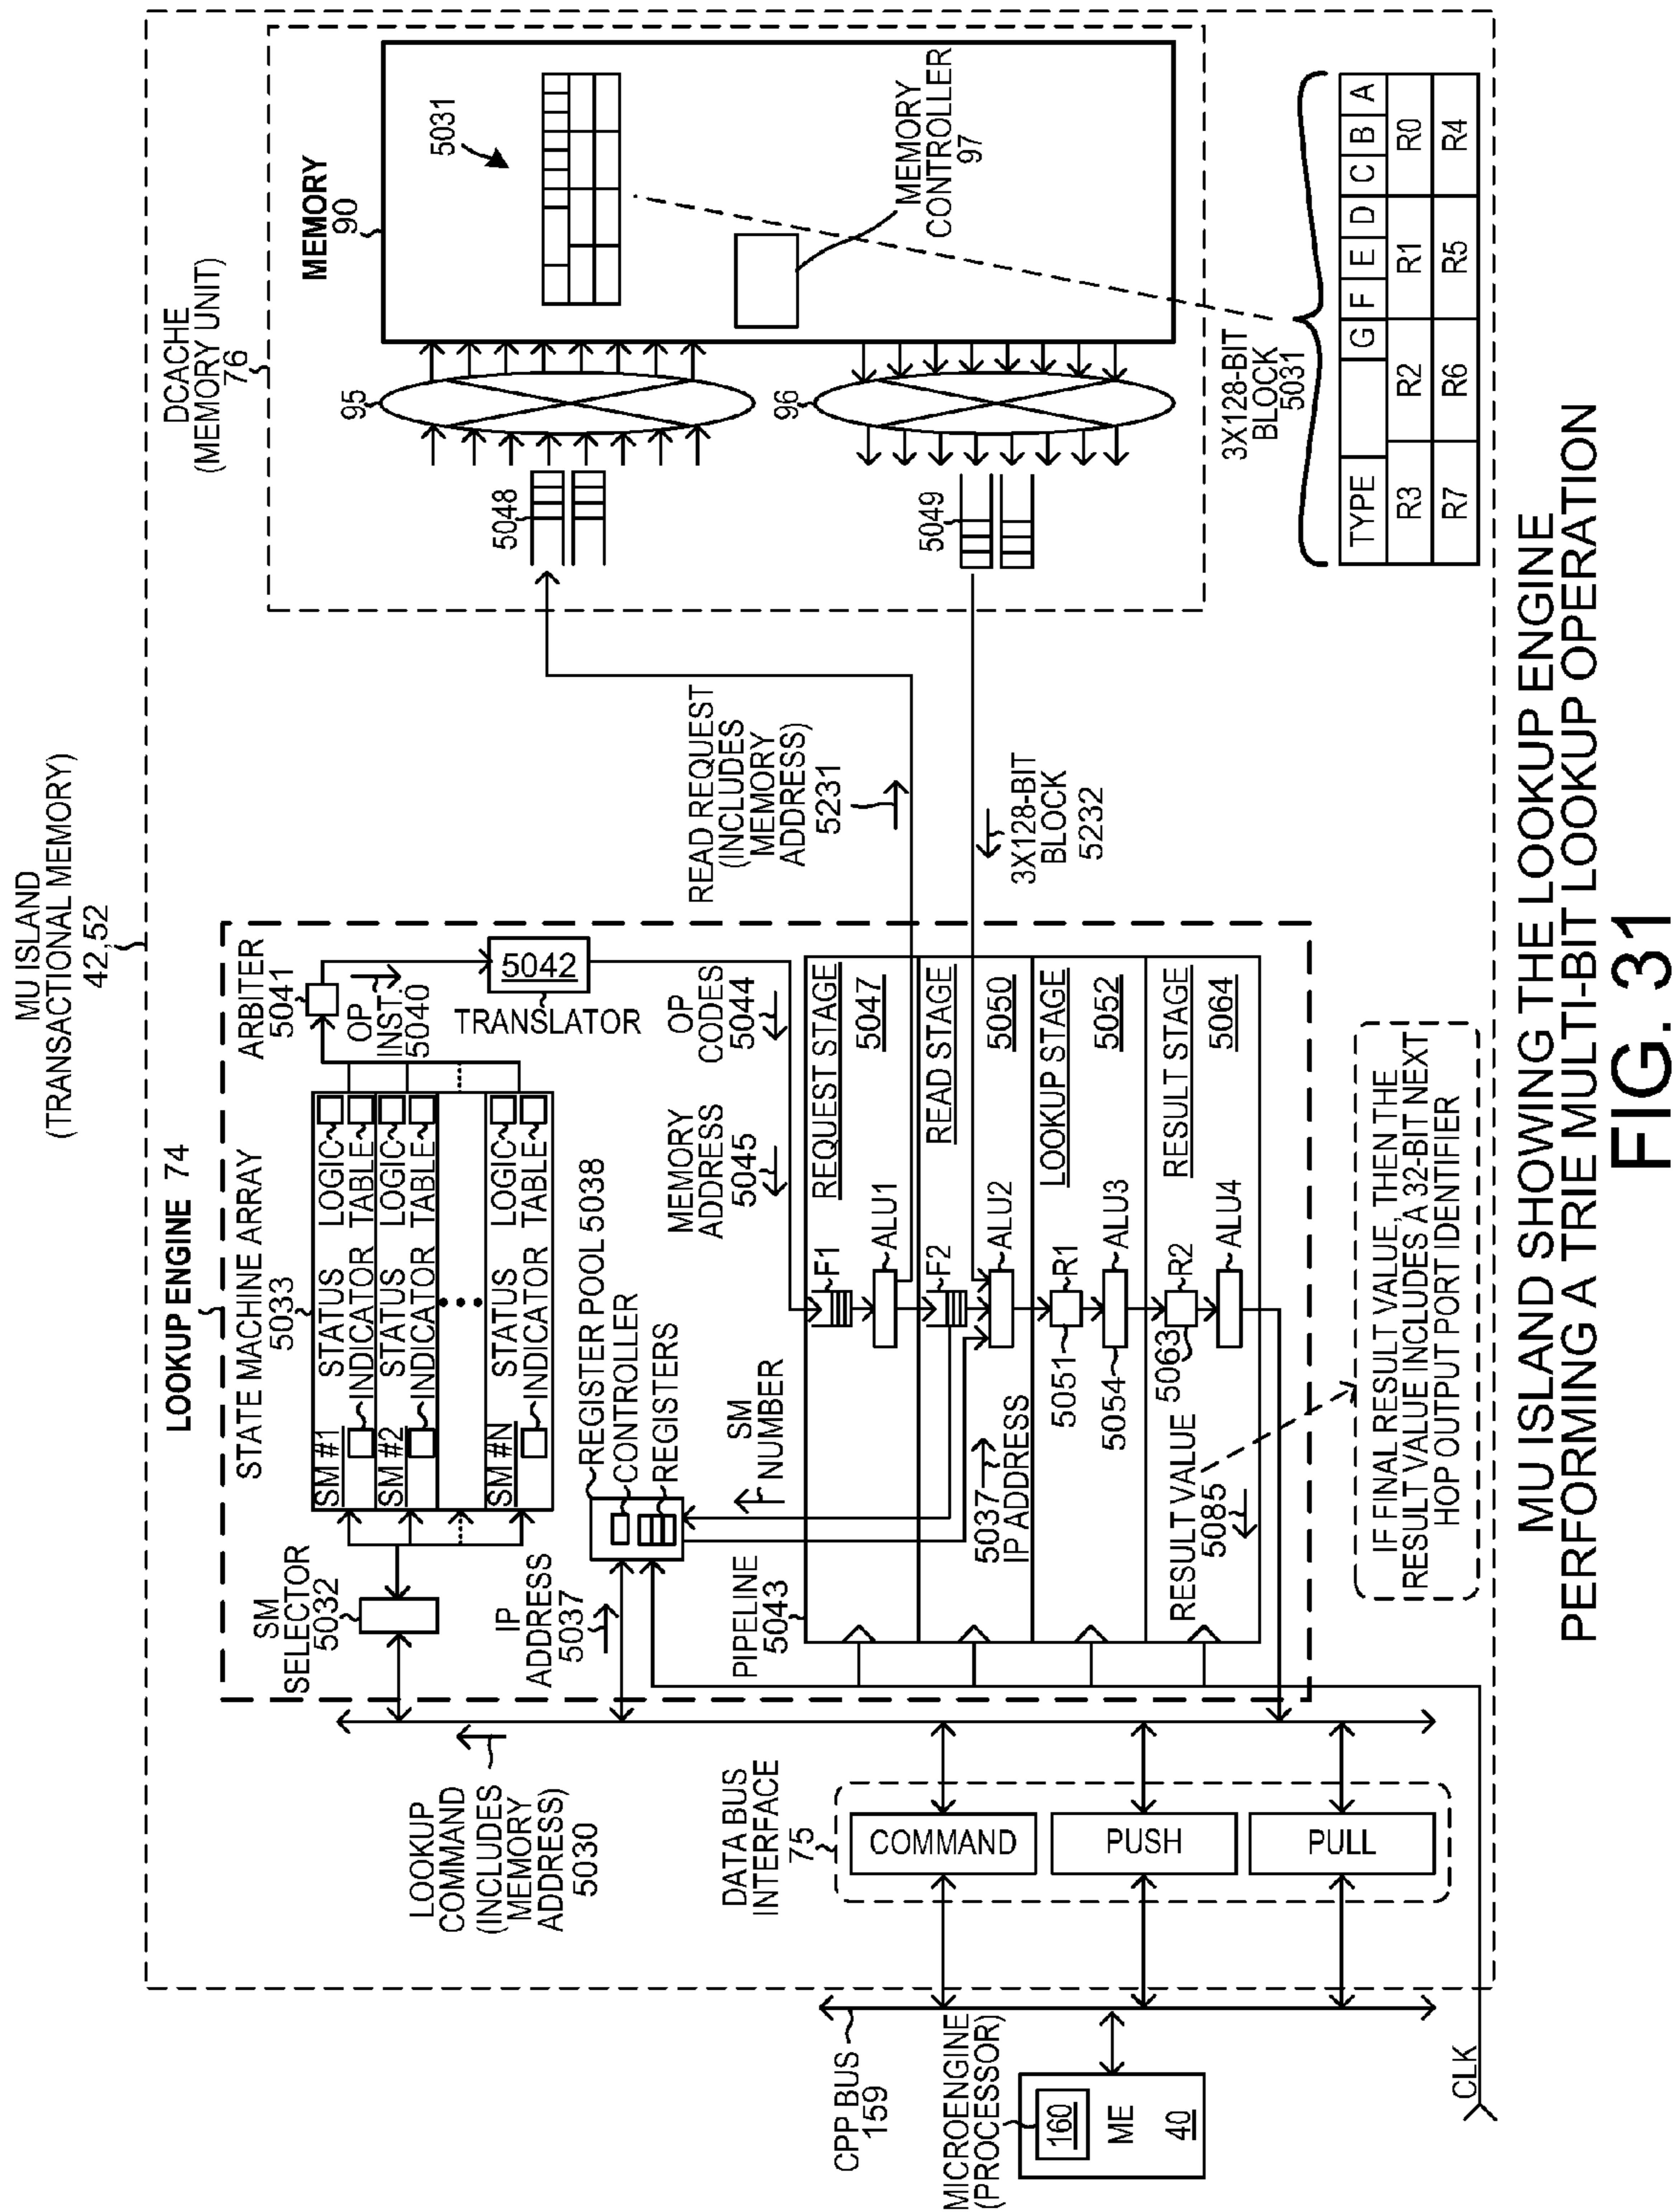 MU ISLAND
(TRANSACTIONAL MEMORY)
42,52
LOOKUP ENGINE 74
STATE MACHINE ARRAY
5033
SM #1
STATUS
INDICATOR
LOGIC
TABLE
SM #2
STATUS
INDICATOR
LOGIC
TABLE
SM #N
STATUS
INDICATOR
LOGIC
TABLE
SM
SELECTOR
5032
ARBITER
5041
OP
INST.
5040
5042
TRANSLATOR
IP
ADDRESS
5037
REGISTER POOL 5038
CONTROLLER
REGISTERS
SM
NUMBER
MEMORY
ADDRESS
5045
OP
CODES
5044
PIPELINE
5043
F1
ALU1
REQUEST STAGE
5047
F2
ALU2
READ STAGE
5050
5037
IP ADDRESS
5051
R1
5054
ALU3
LOOKUP STAGE
5052
5063
R2
ALU4
RESULT STAGE
5064
RESULT VALUE
5085
IF FINAL RESULT VALUE, THEN THE
RESULT VALUE INCLUDES A 32-BIT NEXT
HOP OUTPUT PORT IDENTIFIER
LOOKUP
COMMAND
(INCLUDES
MEMORY
ADDRESS)
5030
DATA BUS
INTERFACE
75
COMMAND
PUSH
PULL
CPP BUS
159
MICROENGINE
(PROCESSOR)
160
ME
40
CLK
READ REQUEST
(INCLUDES
MEMORY
ADDRESS)
5231
3X128-BIT
BLOCK
5232
DCACHE
(MEMORY UNIT)
76
MEMORY
90
5048
95
5049
96
5031
MEMORY
CONTROLLER
97
3X128-BIT
BLOCK
5031
TYPE G F E D C B A
R3 R2 R1 R0
R7 R6 R5 R4
MU ISLAND SHOWING THE LOOKUP ENGINE
PERFORMING A TRIE MULTI-BIT LOOKUP OPERATION
FIG. 31